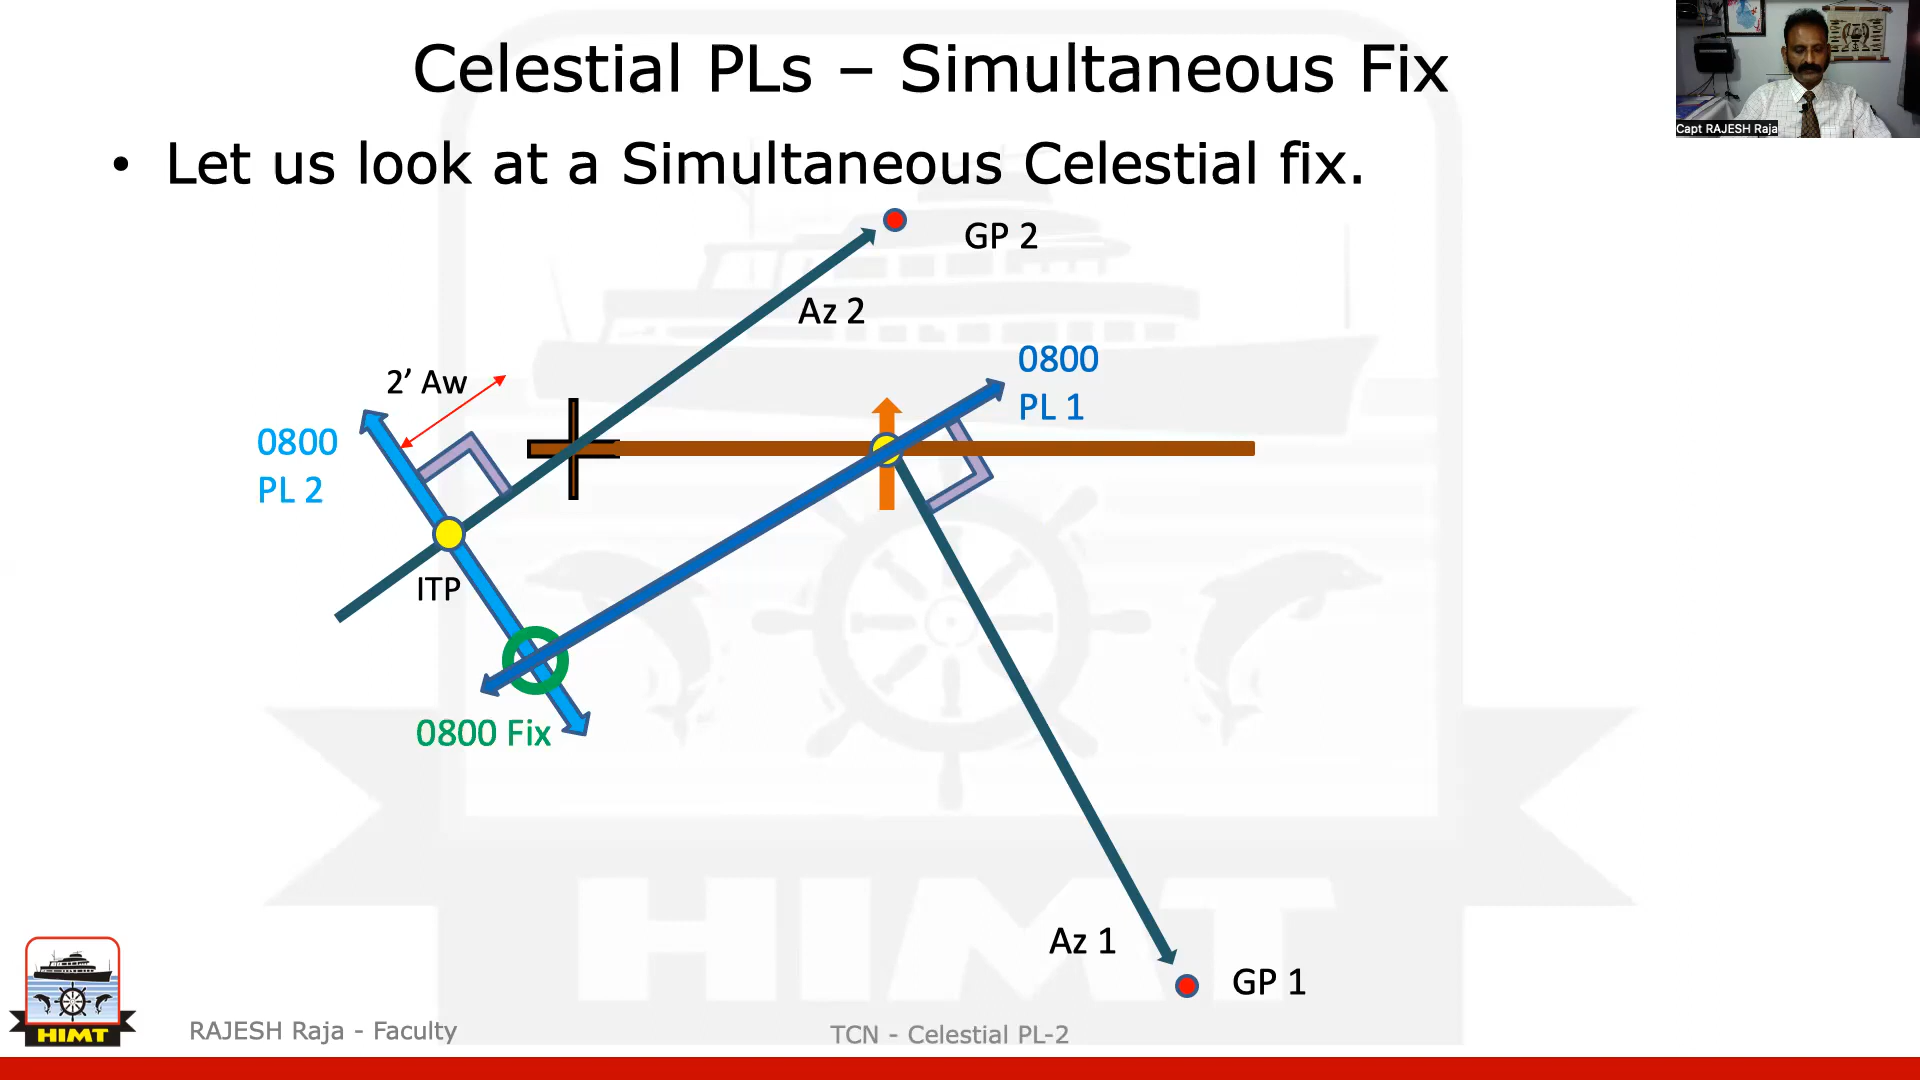 Celestial PLs – Simultaneous Fix
Capt RAJESH Raja
• Let us look at a Simultaneous Celestial fix.
GP 2
Az 2
0800
PL 1
2’ Aw
0800
PL 2
ITP
0800 Fix
HIMT
Az 1
GP 1
HIMT
RAJESH Raja - Faculty
TCN - Celestial PL-2